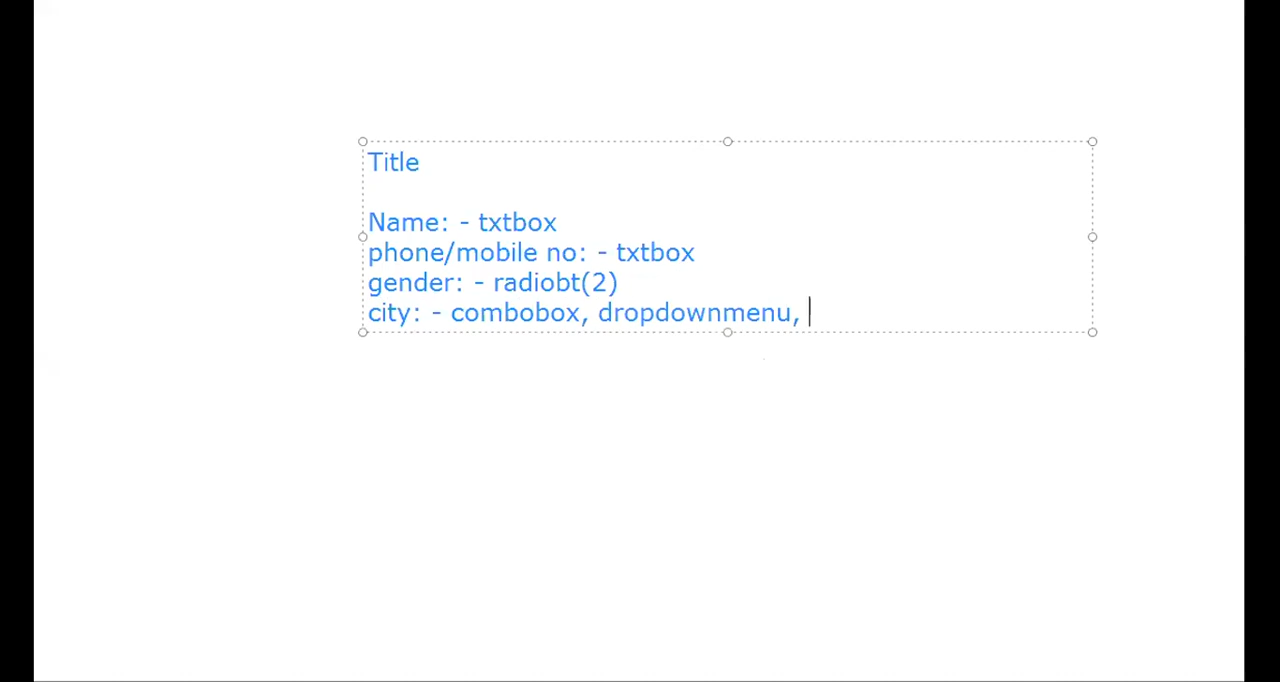 Title
Name: - txtbox
phone/mobile no: - txtbox
gender: - radiobt(2)
city: - combobox, dropdownmenu,